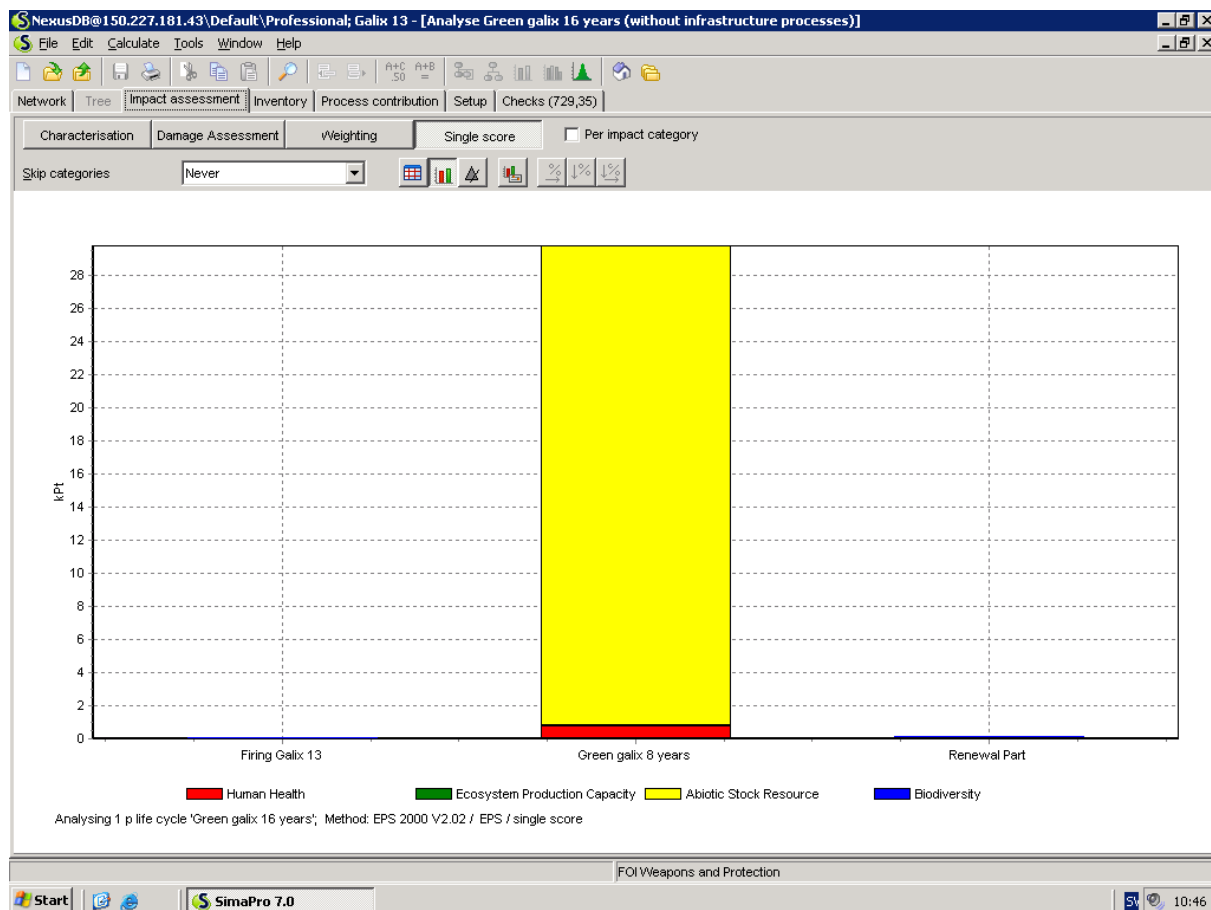 NexusDB@150.227.181.43\Default\Professional; Galix 13 - [Analyse Green galix 16 years (without infrastructure processes)]
File Edit Calculate Tools Window Help
A+C .50 A+B =
Network Tree Impact assessment Inventory Process contribution Setup Checks (729,35)
Characterisation Damage Assessment Weighting Single score Per impact category
Skip categories Never
28
26
24
22
20
18
16
14
12
10
8
6
4
2
0
kPt
Firing Galix 13 Green galix 8 years Renewal Part
Human Health Ecosystem Production Capacity Abiotic Stock Resource Biodiversity
Analysing 1 p life cycle 'Green galix 16 years'; Method: EPS 2000 V2.02 / EPS / single score
FOI Weapons and Protection
Start SimaPro 7.0 SV 10:46